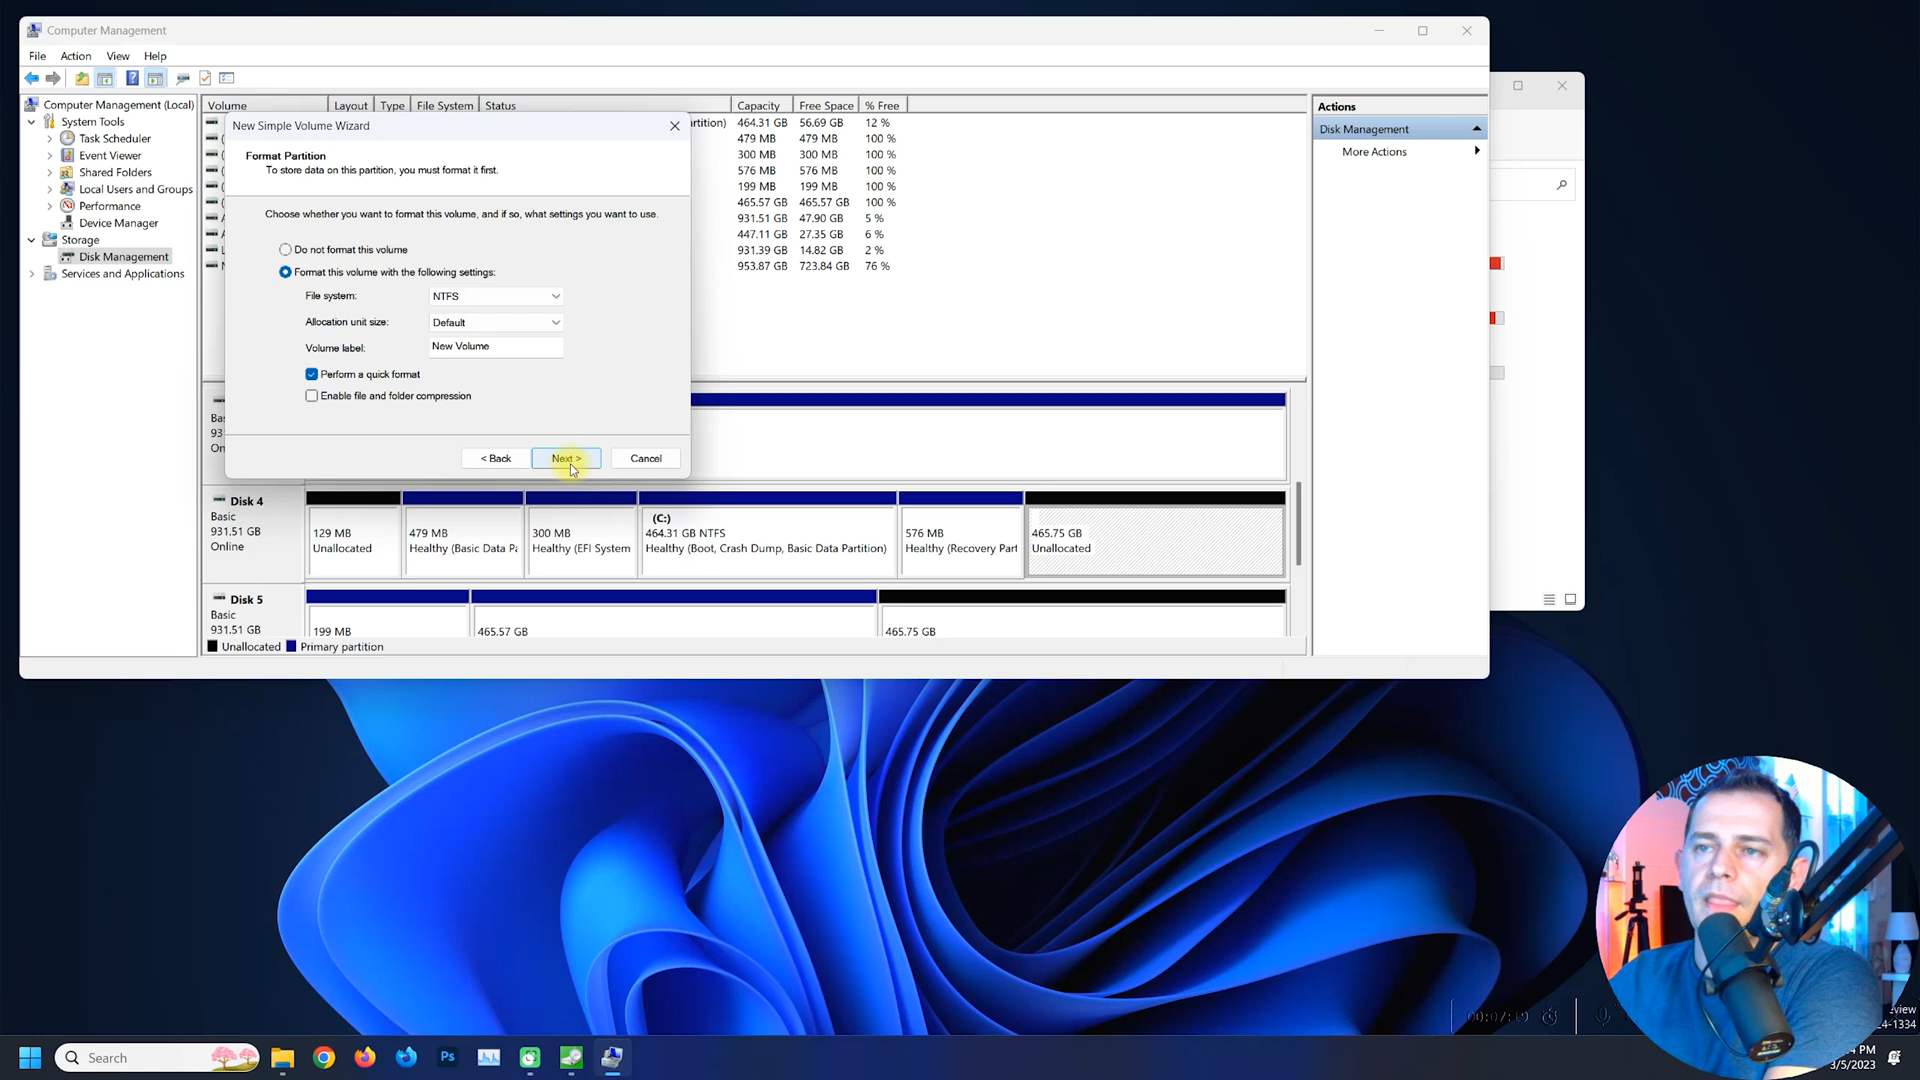 Computer Management
File Action View Help
Computer Management (Local)
System Tools
Task Scheduler
Event Viewer
Shared Folders
Local Users and Groups
Performance
Device Manager
Storage
Disk Management
Services and Applications
Volume Layout Type File System Status Capacity Free Space % Free
rtition) 464.31 GB 56.69 GB 12 %
479 MB 479 MB 100 %
300 MB 300 MB 100 %
576 MB 576 MB 100 %
199 MB 199 MB 100 %
465.57 GB 465.57 GB 100 %
931.51 GB 47.90 GB 5 %
447.11 GB 27.35 GB 6 %
931.39 GB 14.82 GB 2 %
953.87 GB 723.84 GB 76 %
Actions
Disk Management
More Actions
New Simple Volume Wizard
Format Partition
To store data on this partition, you must format it first.
Choose whether you want to format this volume, and if so, what settings you want to use.
Do not format this volume
Format this volume with the following settings:
File system: NTFS
Allocation unit size: Default
Volume label: New Volume
Perform a quick format
Enable file and folder compression
< Back Next > Cancel
Bas
93
On
Disk 4
Basic
931.51 GB
Online
129 MB
Unallocated
479 MB
Healthy (Basic Data Pa
300 MB
Healthy (EFI System
(C:)
464.31 GB NTFS
Healthy (Boot, Crash Dump, Basic Data Partition)
576 MB
Healthy (Recovery Part
465.75 GB
Unallocated
Disk 5
Basic
931.51 GB
199 MB
465.57 GB
465.75 GB
Unallocated Primary partition
00:07:19
eview
24-1334
Search
Ps
4 PM
3/5/2023